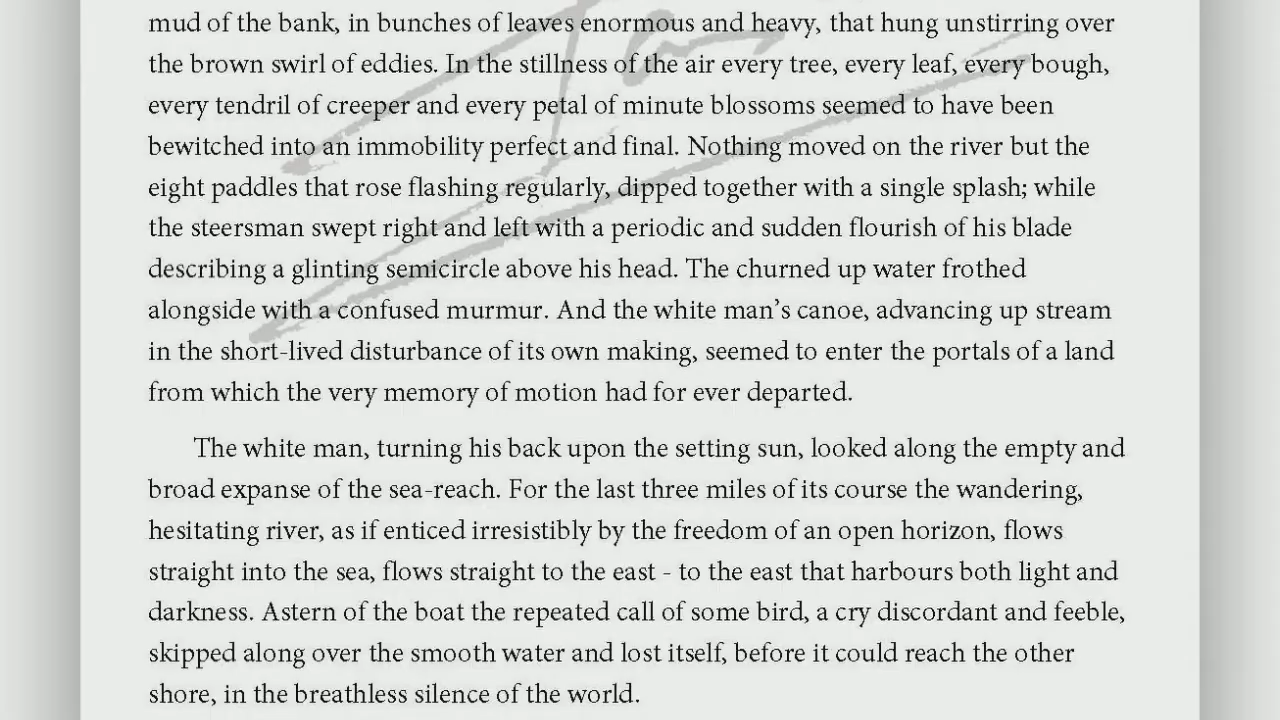 mud of the bank, in bunches of leaves enormous and heavy, that hung unstirring over
the brown swirl of eddies. In the stillness of the air every tree, every leaf, every bough,
every tendril of creeper and every petal of minute blossoms seemed to have been
bewitched into an immobility perfect and final. Nothing moved on the river but the
eight paddles that rose flashing regularly, dipped together with a single splash; while
the steersman swept right and left with a periodic and sudden flourish of his blade
describing a glinting semicircle above his head. The churned up water frothed
alongside with a confused murmur. And the white man’s canoe, advancing up stream
in the short-lived disturbance of its own making, seemed to enter the portals of a land
from which the very memory of motion had for ever departed.
The white man, turning his back upon the setting sun, looked along the empty and
broad expanse of the sea-reach. For the last three miles of its course the wandering,
hesitating river, as if enticed irresistibly by the freedom of an open horizon, flows
straight into the sea, flows straight to the east - to the east that harbours both light and
darkness. Astern of the boat the repeated call of some bird, a cry discordant and feeble,
skipped along over the smooth water and lost itself, before it could reach the other
shore, in the breathless silence of the world.